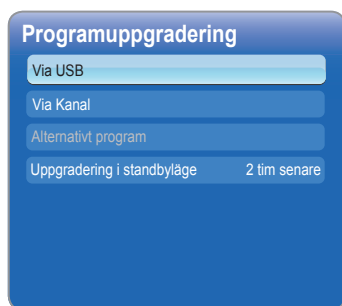 Programuppgradering
Via USB
Via Kanal
Alternativt program
Uppgradering i standbyläge 2 tim senare